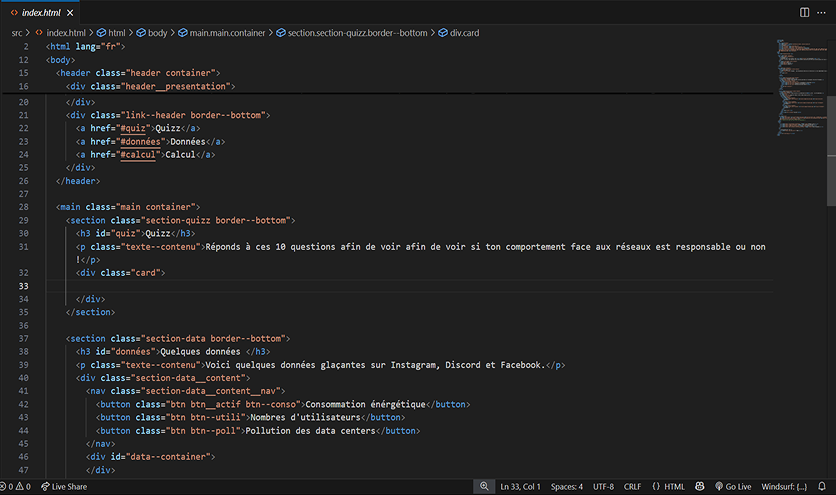 index.html
src > index.html > html > body > main.main.container > section.section-quizz.border--bottom > div.card
2 <html lang="fr">
12 <body>
15 <header class="header container">
16 <div class="header__presentation">
20 </div>
21 <div class="link--header border--bottom">
22 <a href="#quiz">Quizz</a>
23 <a href="#données">Données</a>
24 <a href="#calcul">Calcul</a>
25 </div>
26 </header>
27
28 <main class="main container">
29 <section class="section-quizz border--bottom">
30 <h3 id="quiz">Quizz</h3>
31 <p class="texte--contenu">Réponds à ces 10 questions afin de voir afin de voir si ton comportement face aux réseaux est responsable ou non
!</p>
32 <div class="card">
33
34 </div>
35 </section>
36
37 <section class="section-data border--bottom">
38 <h3 id="données">Quelques données </h3>
39 <p class="texte--contenu">Voici quelques données glaçantes sur Instagram, Discord et Facebook.</p>
40 <div class="section-data__content">
41 <nav class="section-data__content__nav">
42 <button class="btn btn__actif btn--conso">Consommation énérgétique</button>
43 <button class="btn btn--utili">Nombres d'utilisateurs</button>
44 <button class="btn btn--poll">Pollution des data centers</button>
45 </nav>
46 <div id="data--container">
47 </div>
0 0 Live Share Ln 33, Col 1 Spaces: 4 UTF-8 CRLF {} HTML Go Live Windsurf: {...}